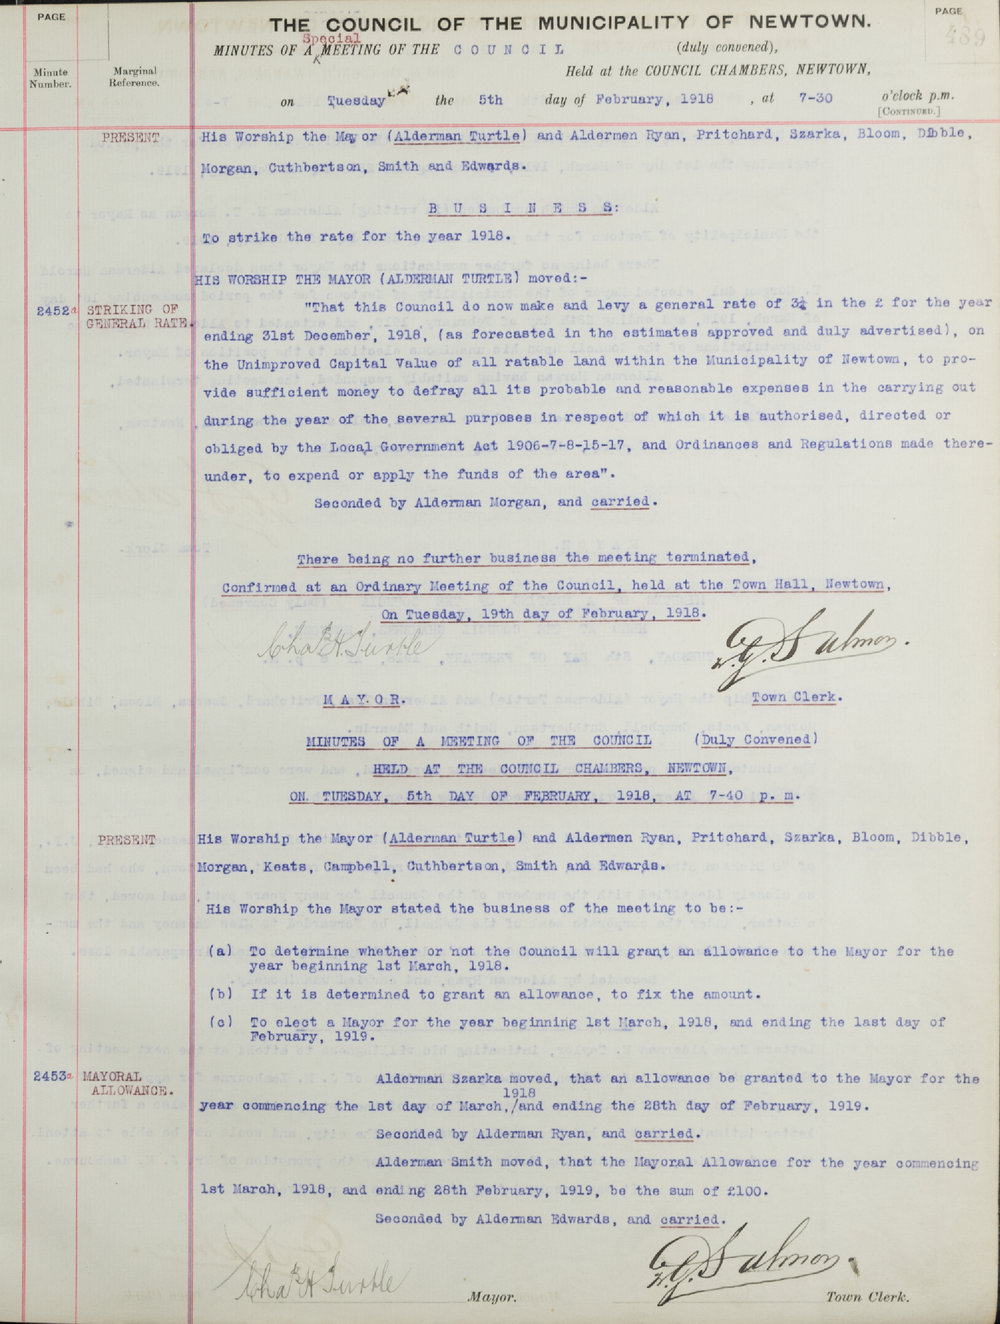 PAGE
PAGE
489
THE COUNCIL OF THE MUNICIPALITY OF NEWTOWN.
Special
MINUTES OF A MEETING OF THE COUNCIL (duly convened),
Minute Number.
Marginal Reference.
Held at the COUNCIL CHAMBERS, NEWTOWN,
on Tuesday the 5th day of February, 1918 , at 7-30 o'clock p.m.
[CONTINUED.]
PRESENT His Worship the Mayor (Alderman Turtle) and Aldermen Ryan, Pritchard, Szarka, Bloom, Dibble,
Morgan, Cuthbertson, Smith and Edwards.
B U S I N E S S:
To strike the rate for the year 1918.
HIS WORSHIP THE MAYOR (ALDERMAN TURTLE) moved:-
2452a STRIKING OF "That this Council do now make and levy a general rate of 3¼ in the £ for the year
GENERAL RATE. ending 31st December, 1918, (as forecasted in the estimates approved and duly advertised), on
the Unimproved Capital Value of all ratable land within the Municipality of Newtown, to pro-
vide sufficient money to defray all its probable and reasonable expenses in the carrying out
during the year of the several purposes in respect of which it is authorised, directed or
obliged by the Local Government Act 1906-7-8-15-17, and Ordinances and Regulations made there-
under, to expend or apply the funds of the area".
Seconded by Alderman Morgan, and carried.
There being no further business the meeting terminated,
Confirmed at an Ordinary Meeting of the Council, held at the Town Hall, Newtown,
On Tuesday, 19th day of February, 1918.
Chas H. Turtle
Salmon.
M A Y O R. Town Clerk.
MINUTES OF A MEETING OF THE COUNCIL (Duly Convened)
HELD AT THE COUNCIL CHAMBERS, NEWTOWN,
ON TUESDAY, 5th DAY OF FEBRUARY, 1918, AT 7-40 p. m.
PRESENT His Worship the Mayor (Alderman Turtle) and Aldermen Ryan, Pritchard, Szarka, Bloom, Dibble,
Morgan, Keats, Campbell, Cuthbertson, Smith and Edwards.
His Worship the Mayor stated the business of the meeting to be:-
(a) To determine whether or not the Council will grant an allowance to the Mayor for the
year beginning 1st March, 1918.
(b) If it is determined to grant an allowance, to fix the amount.
(c) To elect a Mayor for the year beginning 1st March, 1918, and ending the last day of
February, 1919.
2453a MAYORAL Alderman Szarka moved, that an allowance be granted to the Mayor for the
ALLOWANCE. 1918
year commencing the 1st day of March,/and ending the 28th day of February, 1919.
Seconded by Alderman Ryan, and carried.
Alderman Smith moved, that the Mayoral Allowance for the year commencing
1st March, 1918, and ending 28th February, 1919, be the sum of £100.
Seconded by Alderman Edwards, and carried.
Chas H Turtle
Salmon.
Mayor. Town Clerk.